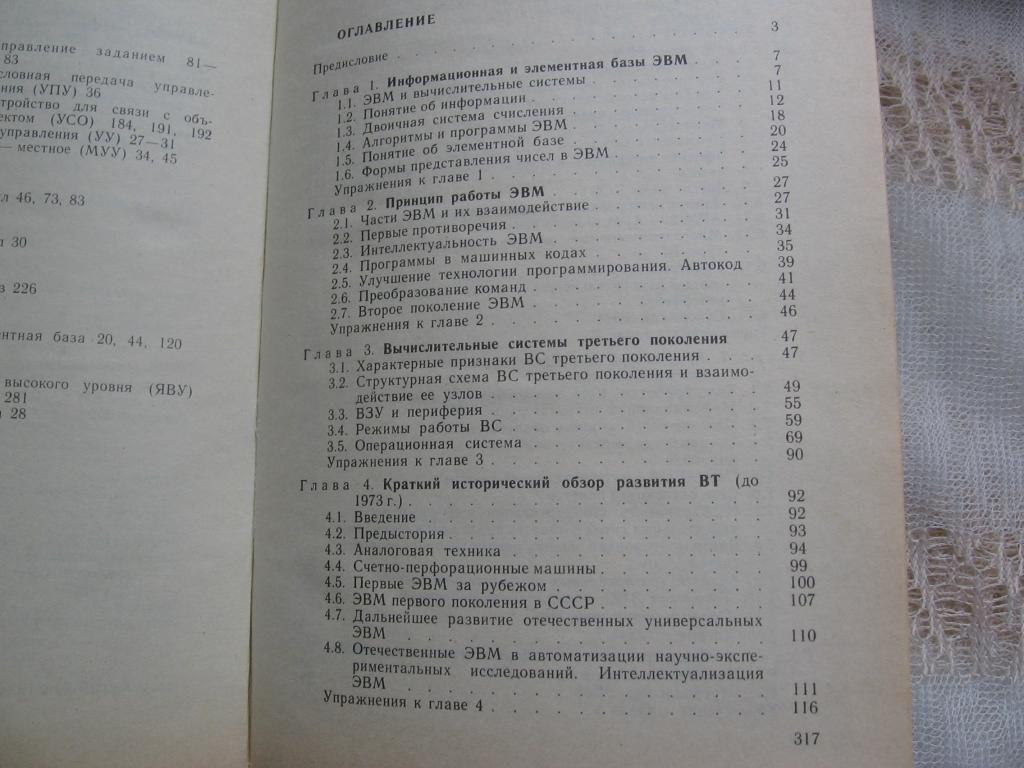 правление заданием 81—
83
словная передача управле-
ния (УПУ) 36
стройство для связи с объ-
ектом (УСО) 184, 191, 192
управления (УУ) 27—31
— местное (МУУ) 34, 45
л 46, 73, 83
л 30
з 226
ентная база 20, 44, 120
высокого уровня (ЯВУ)
281
28
ОГЛАВЛЕНИЕ
Предисловие . . . . . . . . . . 3
Глава 1. Информационная и элементная базы ЭВМ . . . 7
1.1. ЭВМ и вычислительные системы . . . . . . 7
1.2. Понятие об информации . . . . . . . . 11
1.3. Двоичная система счисления . . . . . . . 12
1.4. Алгоритмы и программы ЭВМ . . . . . . . 18
1.5. Понятие об элементной базе . . . . . . . 20
1.6. Формы представления чисел в ЭВМ . . . . . 24
Упражнения к главе 1 . . . . . . . . . 25
Глава 2. Принцип работы ЭВМ . . . . . . . . 27
2.1. Части ЭВМ и их взаимодействие . . . . . . 27
2.2. Первые противоречия . . . . . . . . 31
2.3. Интеллектуальность ЭВМ . . . . . . . . 34
2.4. Программы в машинных кодах . . . . . . 35
2.5. Улучшение технологии программирования. Автокод 39
2.6. Преобразование команд . . . . . . . . 41
2.7. Второе поколение ЭВМ . . . . . . . . 44
Упражнения к главе 2 . . . . . . . . . 46
Глава 3. Вычислительные системы третьего поколения 47
3.1. Характерные признаки ВС третьего поколения . . . 47
3.2. Структурная схема ВС третьего поколения и взаимо-
действие ее узлов . . . . . . . . . 49
3.3. ВЗУ и периферия . . . . . . . . . 55
3.4. Режимы работы ВС . . . . . . . . . 59
3.5. Операционная система . . . . . . . . 69
Упражнения к главе 3 . . . . . . . . . 90
Глава 4. Краткий исторический обзор развития ВТ (до
1973 г.) . . . . . . . . . . . . 92
4.1. Введение . . . . . . . . . . . 92
4.2. Предыстория . . . . . . . . . . 93
4.3. Аналоговая техника . . . . . . . . . 94
4.4. Счетно-перфорационные машины . . . . . . 99
4.5. Первые ЭВМ за рубежом . . . . . . . . 100
4.6. ЭВМ первого поколения в СССР . . . . . . 107
4.7. Дальнейшее развитие отечественных универсальных
ЭВМ . . . . . . . . . . . . 110
4.8. Отечественные ЭВМ в автоматизации научно-экспе-
риментальных исследований. Интеллектуализация
ЭВМ . . . . . . . . . . . . 111
Упражнения к главе 4 . . . . . . . . . 116
317